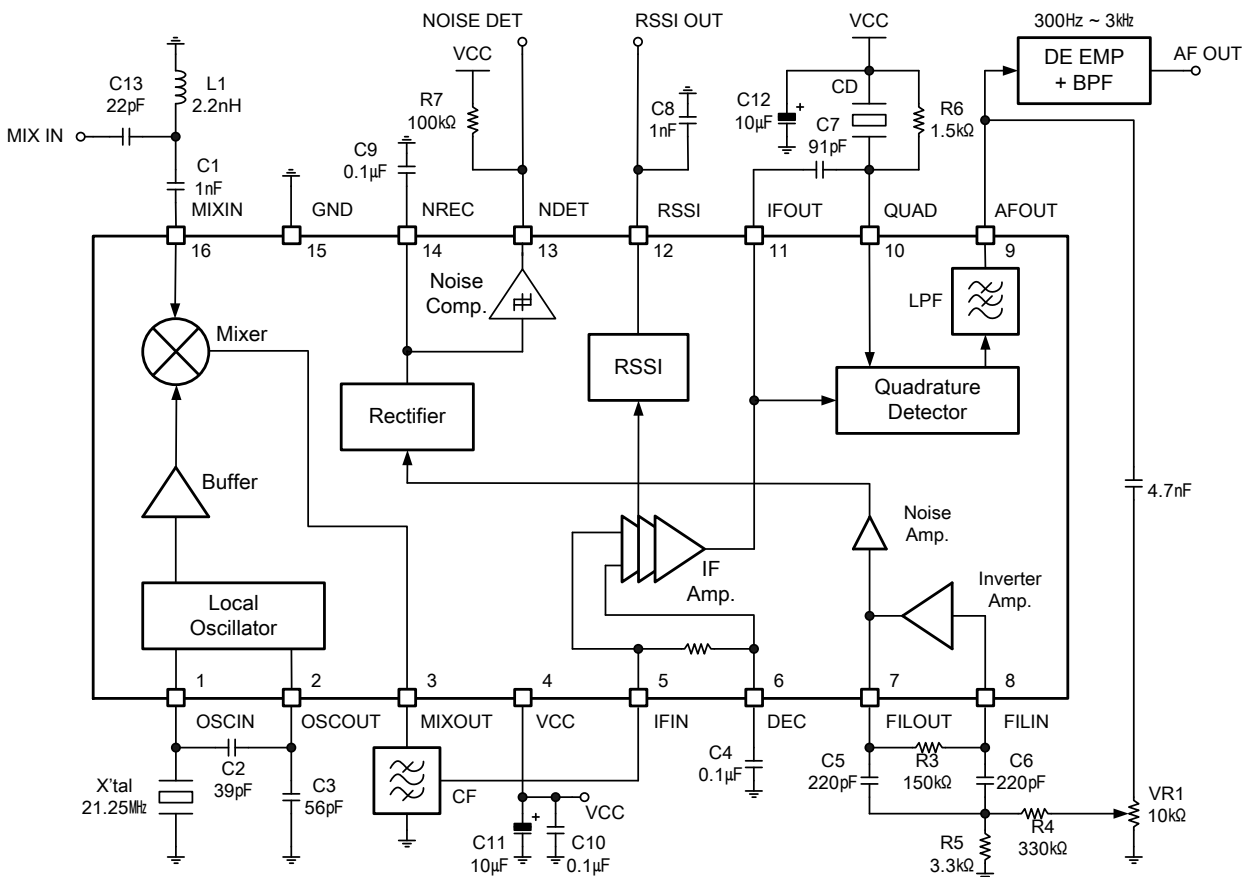 NOISE DET
RSSI OUT
VCC
300Hz ~ 3kHz
DE EMP
+ BPF
AF OUT
C13
22pF
L1
2.2nH
VCC
R7
100kΩ
C8
1nF
C12
10μF
+
CD
C7
91pF
R6
1.5kΩ
MIX IN
C1
1nF
C9
0.1μF
MIXIN
GND
NREC
NDET
RSSI
IFOUT
QUAD
AFOUT
16
15
14
13
12
11
10
9
Noise
Comp.
LPF
Mixer
RSSI
Rectifier
Quadrature
Detector
Buffer
4.7nF
Noise
Amp.
IF
Amp.
Inverter
Amp.
Local
Oscillator
1
2
3
4
5
6
7
8
OSCIN
OSCOUT
MIXOUT
VCC
IFIN
DEC
FILOUT
FILIN
X'tal
21.25MHz
C2
39pF
C3
56pF
CF
VCC
C11
10μF
+
C10
0.1μF
C4
0.1μF
C5
220pF
R3
150kΩ
C6
220pF
R5
3.3kΩ
R4
330kΩ
VR1
10kΩ